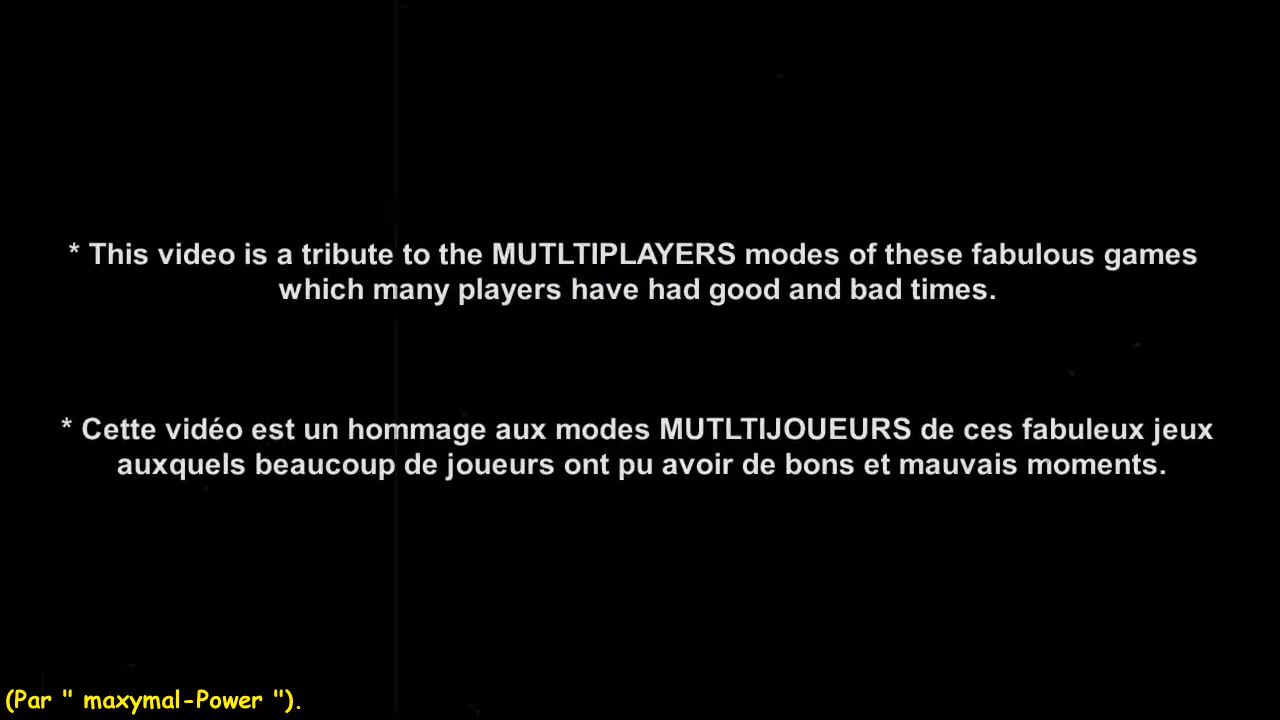 * This video is a tribute to the MUTLTIPLAYERS modes of these fabulous games
which many players have had good and bad times.
* Cette vidéo est un hommage aux modes MUTLTIJOUEURS de ces fabuleux jeux
auxquels beaucoup de joueurs ont pu avoir de bons et mauvais moments.
(Par " maxymal-Power ").